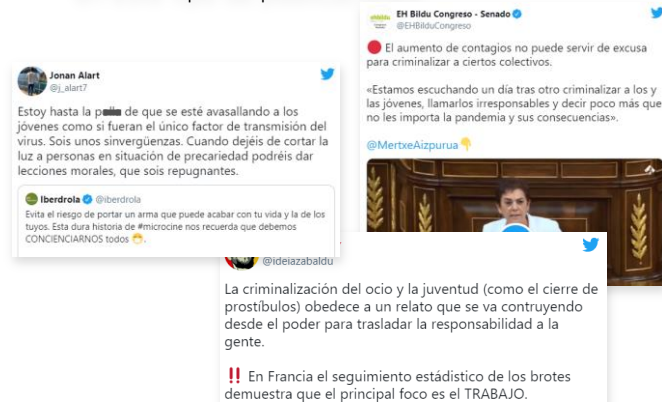 Jonan Alart
@j_alart7
Estoy hasta la p de que se esté avasallando a los
jóvenes como si fueran el único factor de transmisión del
virus. Sois unos sinvergüenzas. Cuando dejéis de cortar la
luz a personas en situación de precariedad podréis dar
lecciones morales, que sois repugnantes.
Iberdrola @iberdrola
Evita el riesgo de portar un arma que puede acabar con tu vida y la de los
tuyos. Esta dura historia de #microcine nos recuerda que debemos
CONCIENCIARNOS todos 😷.
EH Bildu Congreso - Senado
@EHBilduCongreso
🔴 El aumento de contagios no puede servir de excusa
para criminalizar a ciertos colectivos.
«Estamos escuchando un día tras otro criminalizar a los y
las jóvenes, llamarlos irresponsables y decir poco más que
no les importa la pandemia y sus consecuencias».
@MertxeAizpurua👇
@ideiazabaldu
La criminalización del ocio y la juventud (como el cierre de
prostíbulos) obedece a un relato que se va contruyendo
desde el poder para trasladar la responsabilidad a la
gente.
‼ En Francia el seguimiento estádistico de los brotes
demuestra que el principal foco es el TRABAJO.